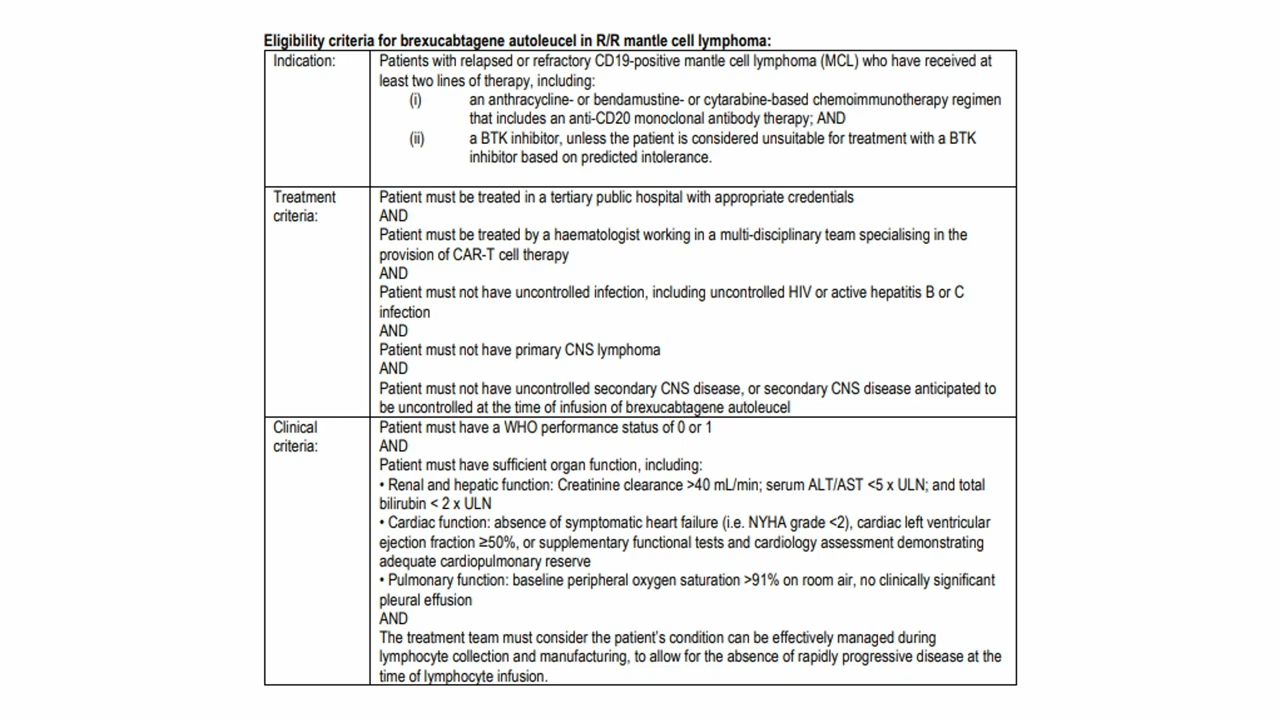 Eligibility criteria for brexucabtagene autoleucel in R/R mantle cell lymphoma:
Indication:
Patients with relapsed or refractory CD19-positive mantle cell lymphoma (MCL) who have received at
least two lines of therapy, including:
(i) an anthracycline- or bendamustine- or cytarabine-based chemoimmunotherapy regimen
that includes an anti-CD20 monoclonal antibody therapy; AND
(ii) a BTK inhibitor, unless the patient is considered unsuitable for treatment with a BTK
inhibitor based on predicted intolerance.
Treatment
criteria:
Patient must be treated in a tertiary public hospital with appropriate credentials
AND
Patient must be treated by a haematologist working in a multi-disciplinary team specialising in the
provision of CAR-T cell therapy
AND
Patient must not have uncontrolled infection, including uncontrolled HIV or active hepatitis B or C
infection
AND
Patient must not have primary CNS lymphoma
AND
Patient must not have uncontrolled secondary CNS disease, or secondary CNS disease anticipated to
be uncontrolled at the time of infusion of brexucabtagene autoleucel
Clinical
criteria:
Patient must have a WHO performance status of 0 or 1
AND
Patient must have sufficient organ function, including:
• Renal and hepatic function: Creatinine clearance >40 mL/min; serum ALT/AST <5 x ULN; and total
bilirubin < 2 x ULN
• Cardiac function: absence of symptomatic heart failure (i.e. NYHA grade <2), cardiac left ventricular
ejection fraction ≥50%, or supplementary functional tests and cardiology assessment demonstrating
adequate cardiopulmonary reserve
• Pulmonary function: baseline peripheral oxygen saturation >91% on room air, no clinically significant
pleural effusion
AND
The treatment team must consider the patient's condition can be effectively managed during
lymphocyte collection and manufacturing, to allow for the absence of rapidly progressive disease at the
time of lymphocyte infusion.